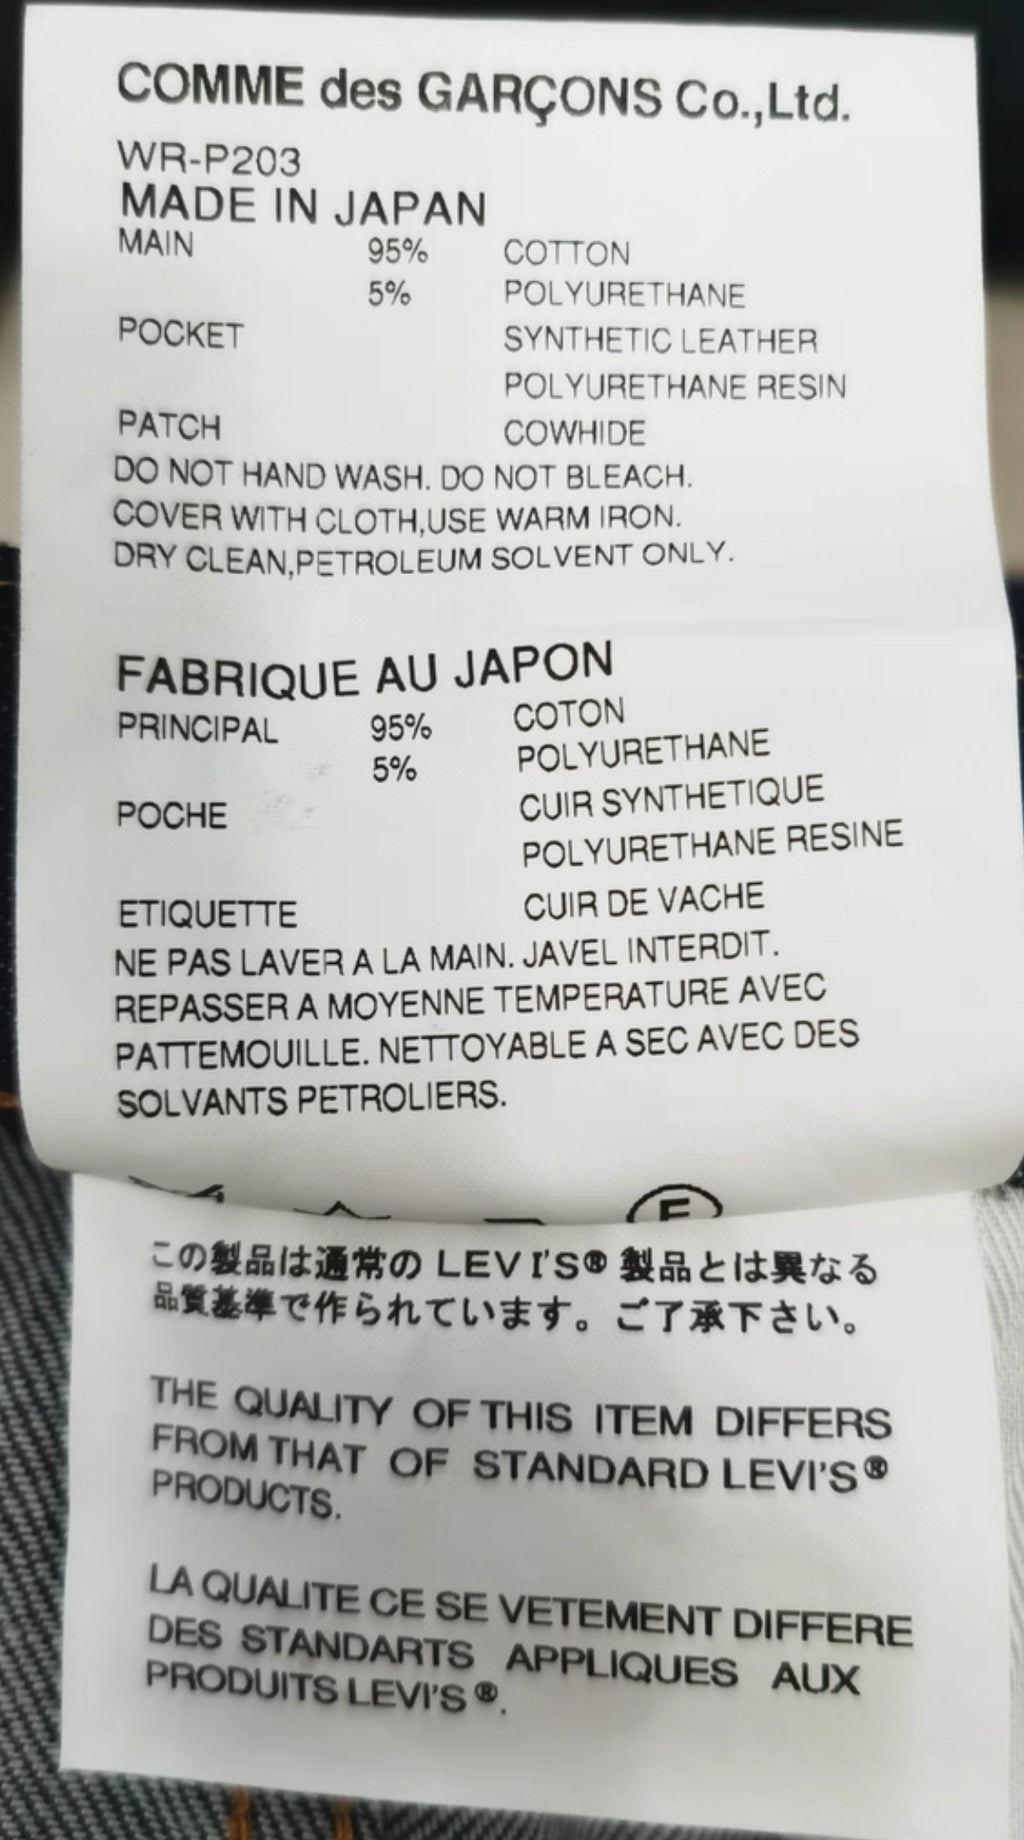 COMME des GARÇONS Co.,Ltd.
WR-P203
MADE IN JAPAN
MAIN 95% COTTON
5% POLYURETHANE
POCKET SYNTHETIC LEATHER
POLYURETHANE RESIN
PATCH COWHIDE
DO NOT HAND WASH. DO NOT BLEACH.
COVER WITH CLOTH,USE WARM IRON.
DRY CLEAN,PETROLEUM SOLVENT ONLY.
FABRIQUE AU JAPON
PRINCIPAL 95% COTON
5% POLYURETHANE
POCHE CUIR SYNTHETIQUE
POLYURETHANE RESINE
ETIQUETTE CUIR DE VACHE
NE PAS LAVER A LA MAIN. JAVEL INTERDIT.
REPASSER A MOYENNE TEMPERATURE AVEC
PATTEMOUILLE. NETTOYABLE A SEC AVEC DES
SOLVANTS PETROLIERS.
F
この製品は通常の LEVI'S® 製品とは異なる
品質基準で作られています。ご了承下さい。
THE QUALITY OF THIS ITEM DIFFERS
FROM THAT OF STANDARD LEVI'S®
PRODUCTS.
LA QUALITE CE SE VETEMENT DIFFERE
DES STANDARTS APPLIQUES AUX
PRODUITS LEVI'S®.